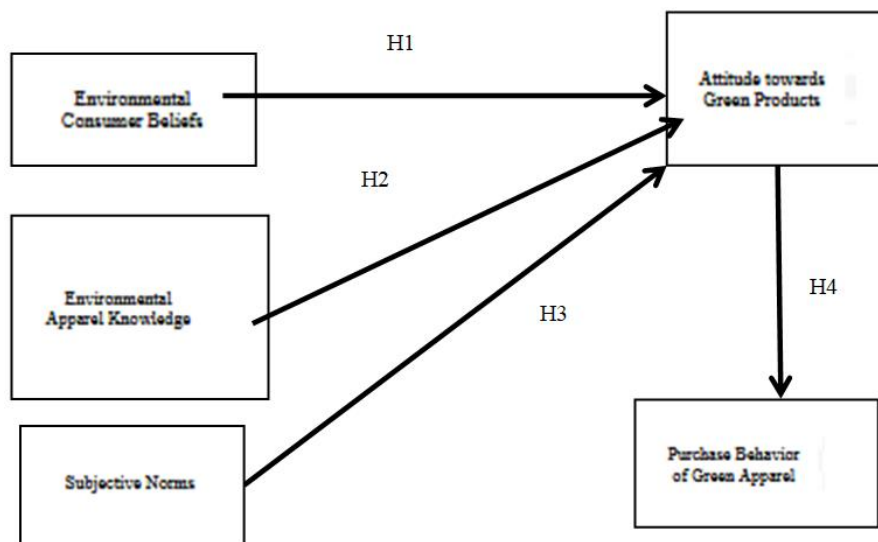 H1
Environmental
Consumer Beliefs
Attitude towards
Green Products
H2
Environmental
Apparel Knowledge
H3
H4
Subjective Norms
Purchase Behavior
of Green Apparel